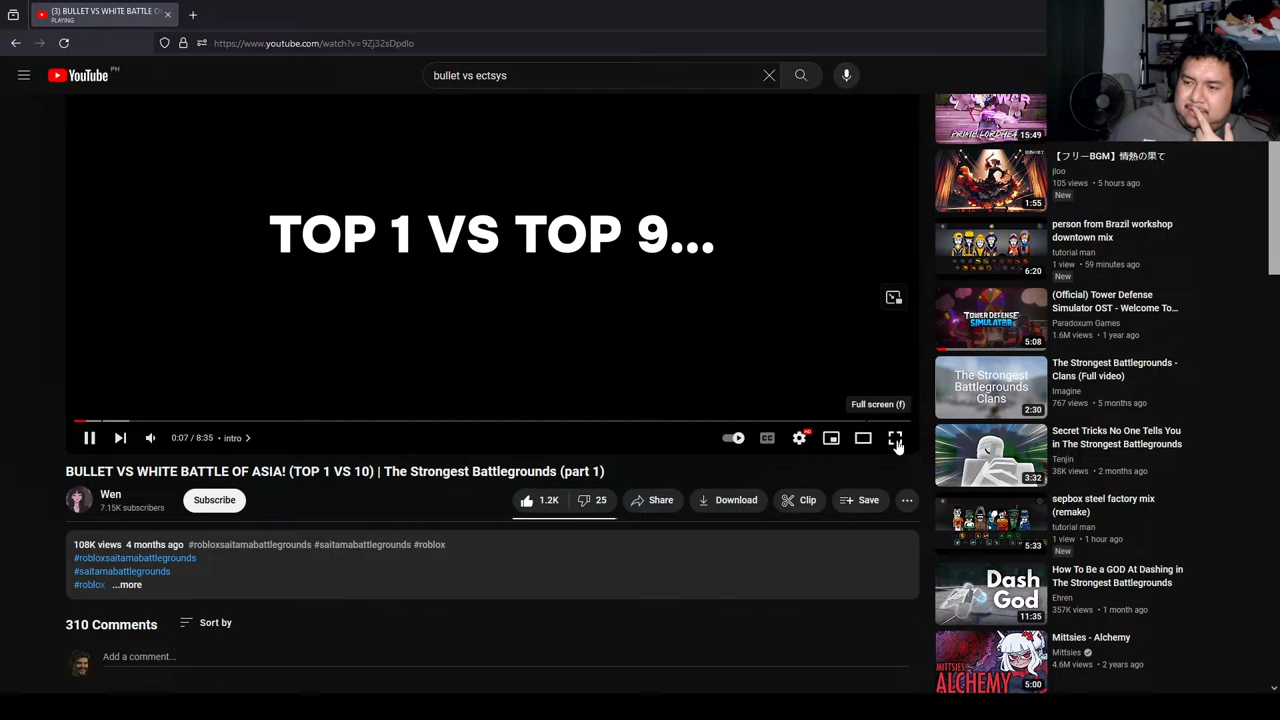 (3) BULLET VS WHITE BATTLE O
PLAYING
https://www.youtube.com/watch?v=9Zj32sDpdIo
YouTube PH
bullet vs ectsys
TOP 1 VS TOP 9...
Full screen (f)
0:07 / 8:35 • intro >
HD
CC
BULLET VS WHITE BATTLE OF ASIA! (TOP 1 VS 10) | The Strongest Battlegrounds (part 1)
Wen
7.15K subscribers
Subscribe
1.2K
25
Share
Download
Clip
Save
108K views 4 months ago #robloxsaitamabattlegrounds #saitamabattlegrounds #roblox
#robloxsaitamabattlegrounds
#saitamabattlegrounds
#roblox ...more
310 Comments
Sort by
Add a comment...
WAR
PRIME LORDHEA
15:49
【フリーBGM】情熱の果て
jloo
105 views • 5 hours ago
New
1:55
person from Brazil workshop
downtown mix
tutorial man
1 view • 59 minutes ago
New
6:20
(Official) Tower Defense
Simulator OST - Welcome To...
Paradoxum Games
1.6M views • 1 year ago
TOWER DEFENSE
SIMULATOR
5:08
The Strongest Battlegrounds -
Clans (Full video)
Imagine
767 views • 5 months ago
The Strongest
Battlegrounds
Clans
2:30
Secret Tricks No One Tells You
in The Strongest Battlegrounds
Tenjin
38K views • 2 months ago
3:32
sepbox steel factory mix
(remake)
tutorial man
1 view • 1 hour ago
New
5:33
How To Be a GOD At Dashing in
The Strongest Battlegrounds
Ehren
357K views • 1 month ago
Dash
God
11:35
Mittsies - Alchemy
Mittsies
4.6M views • 2 years ago
MITTSIES
ALCHEMY
5:00